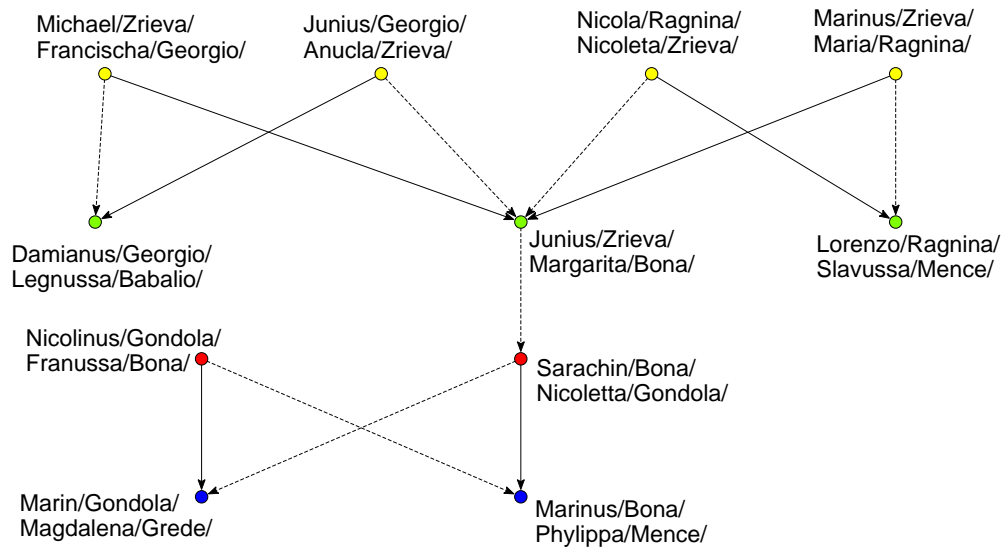 Michael/Zrieva/
Francischa/Georgio/
Junius/Georgio/
Anucla/Zrieva/
Nicola/Ragnina/
Nicoleta/Zrieva/
Marinus/Zrieva/
Maria/Ragnina/
Damianus/Georgio/
Legnussa/Babalio/
Junius/Zrieva/
Margarita/Bona/
Lorenzo/Ragnina/
Slavussa/Mence/
Nicolinus/Gondola/
Franussa/Bona/
Sarachin/Bona/
Nicoletta/Gondola/
Marin/Gondola/
Magdalena/Grede/
Marinus/Bona/
Phylippa/Mence/